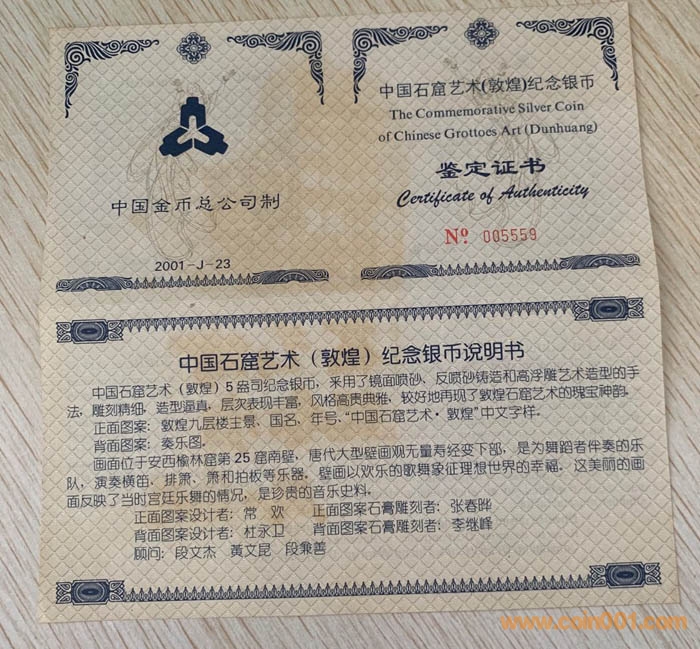 中国金币总公司制
2001-J-23
中国石窟艺术(敦煌)纪念银币
The Commemorative Silver Coin
of Chinese Grottoes Art (Dunhuang)
鉴定证书
Certificate of Authenticity
Nº 005559
中国石窟艺术（敦煌）纪念银币说明书
中国石窟艺术（敦煌）5盎司纪念银币，采用了镜面喷砂、反喷砂铸造和高浮雕艺术造型的手
法，雕刻精细，造型逼真，层次表现丰富，风格高贵典雅，较好地再现了敦煌石窟艺术的瑰宝神韵。
正面图案：敦煌九层楼主景、国名、年号、“中国石窟艺术·敦煌”中文字样。
背面图案：奏乐图。
画面位于安西榆林窟第25窟南壁，唐代大型壁画观无量寿经变下部，是为舞蹈者伴奏的乐
队，演奏横笛、排箫、箫和拍板等乐器。壁画以欢乐的歌舞象征理想世界的幸福。这美丽的画
面反映了当时宫廷乐舞的情况，是珍贵的音乐史料。
正面图案设计者：常欢 正面图案石膏雕刻者：张春晔
背面图案设计者：杜永卫 背面图案石膏雕刻者：李继峰
顾问：段文杰 黄文昆 段兼善
www.coin001.com